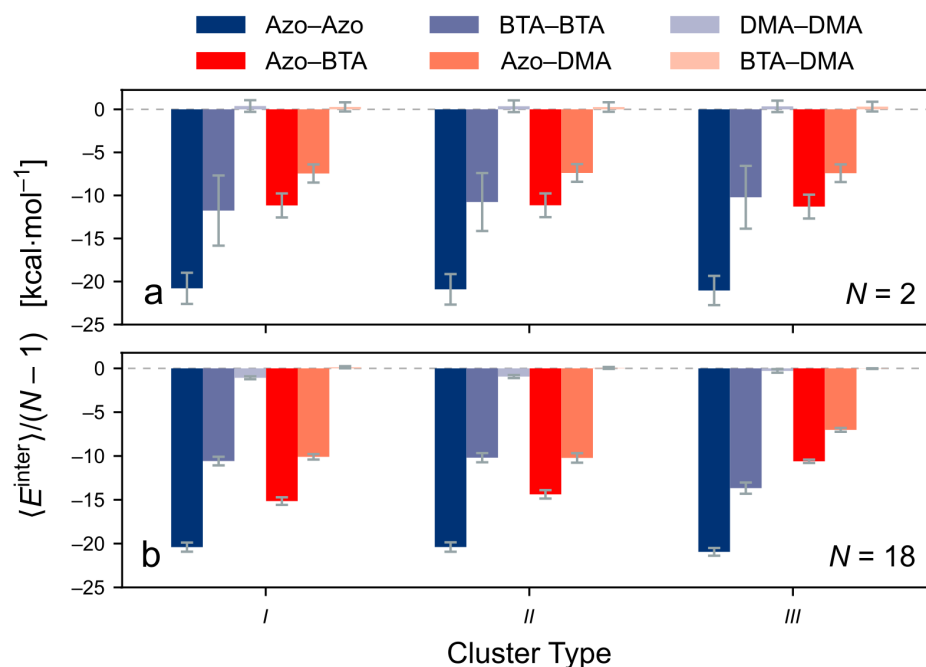 Azo–Azo BTA–BTA DMA–DMA
Azo–BTA Azo–DMA BTA–DMA
⟨E^inter⟩/(N − 1) [kcal·mol⁻¹]
0
−5
−10
−15
−20
−25
a
N = 2
0
−5
−10
−15
−20
−25
b
N = 18
I II III
Cluster Type